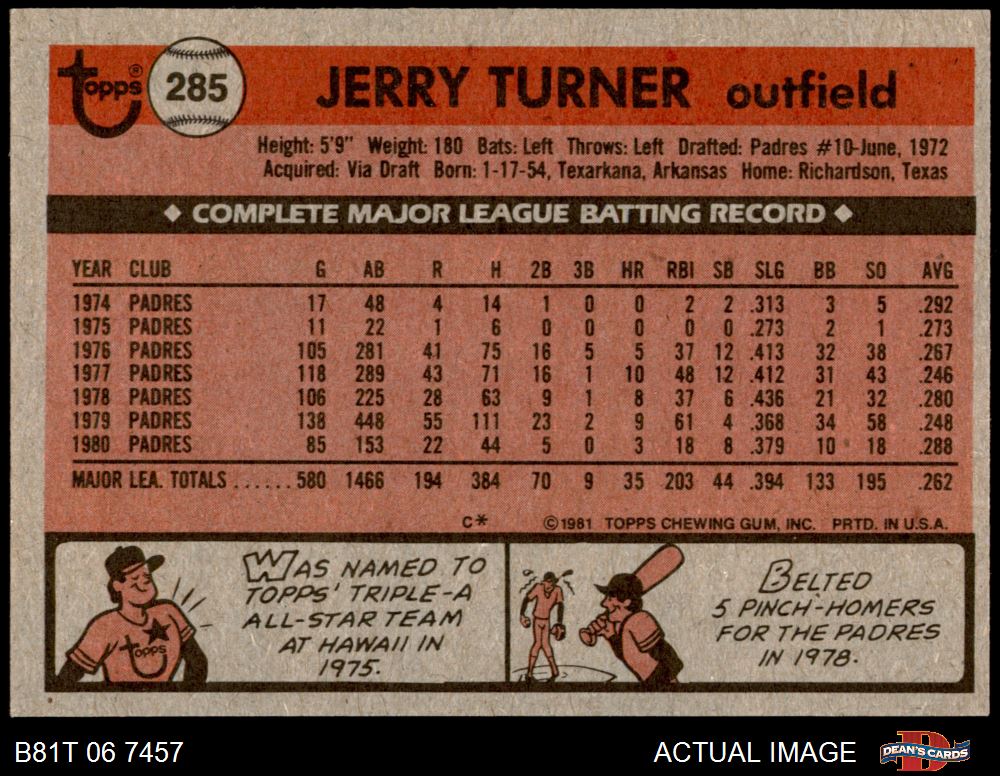 topps®
285
JERRY TURNER outfield
Height: 5'9" Weight: 180 Bats: Left Throws: Left Drafted: Padres #10-June, 1972
Acquired: Via Draft Born: 1-17-54, Texarkana, Arkansas Home: Richardson, Texas
◆ COMPLETE MAJOR LEAGUE BATTING RECORD ◆
YEAR CLUB G AB R H 2B 3B HR RBI SB SLG BB SO AVG
1974 PADRES 17 48 4 14 1 0 0 2 2 .313 3 5 .292
1975 PADRES 11 22 1 6 0 0 0 0 0 .273 2 1 .273
1976 PADRES 105 281 41 75 16 5 5 37 12 .413 32 38 .267
1977 PADRES 118 289 43 71 16 1 10 48 12 .412 31 43 .246
1978 PADRES 106 225 28 63 9 1 8 37 6 .436 21 32 .280
1979 PADRES 138 448 55 111 23 2 9 61 4 .368 34 58 .248
1980 PADRES 85 153 22 44 5 0 3 18 8 .379 10 18 .288
MAJOR LEA. TOTALS ...... 580 1466 194 384 70 9 35 203 44 .394 133 195 .262
C* ©1981 TOPPS CHEWING GUM, INC. PRTD. IN U.S.A.
WAS NAMED TO
TOPPS' TRIPLE-A
ALL-STAR TEAM
AT HAWAII IN
1975.
topps
BELTED
5 PINCH-HOMERS
FOR THE PADRES
IN 1978.
B81T 06 7457 ACTUAL IMAGE DEAN'S CARDS